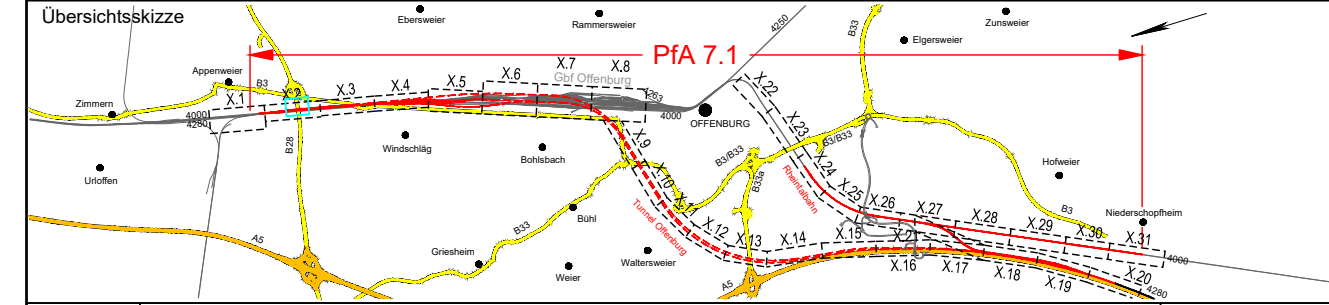 Übersichtsskizze
Ebersweier
Rammersweier
4250
B33
Zunsweier
Elgersweier
PfA 7.1
Appenweier
B3
Zimmern
4000
4280
X.1
X.2
X.3
X.4
X.5
X.6
X.7
X.8
Gbf Offenburg
4263
4000
OFFENBURG
X.22
X.23
X.24
X.25
X.26
X.27
X.28
X.29
X.30
X.31
Rheintalbahn
B3/B33
B3/B33
B33a
Hofweier
B3
Niederschopfheim
4000
Urloffen
B28
Windschläg
Bohlsbach
X.9
X.10
X.11
X.12
X.13
X.14
X.15
X.21
X.16
X.17
X.18
X.19
X.20
4280
Tunnel Offenburg
A5
Griesheim
B33
Bühl
Weier
Waltersweier
A5